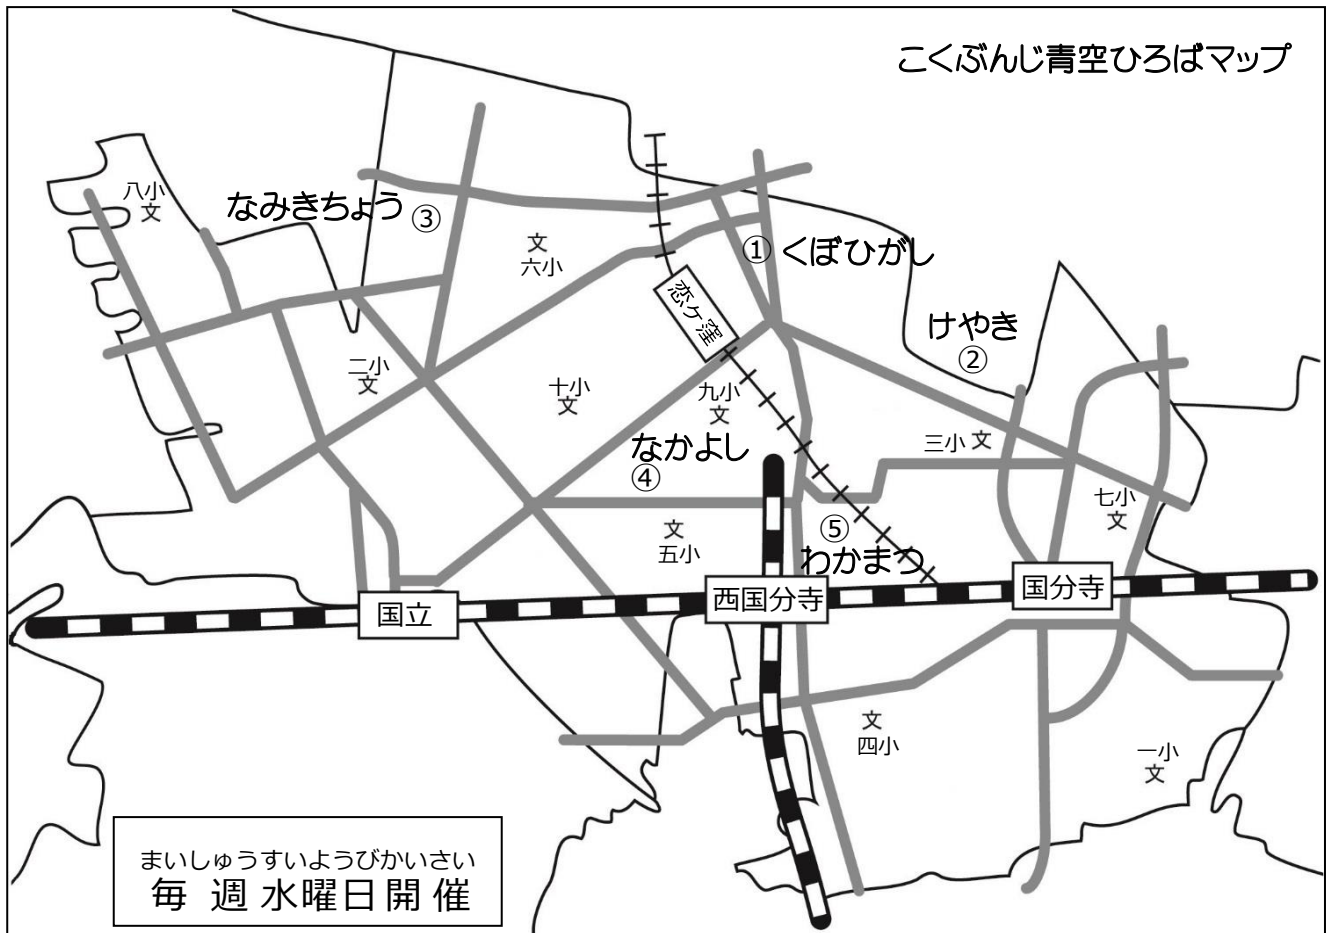 こくぶんじ青空ひろばマップ
八小
文
なみきちょう
③
文
六小
① くぼひがし
恋ヶ窪
けやき
②
二小
文
十小
文
九小
文
なかよし
④
三小 文
七小
文
文
五小
⑤
わかまつ
国立
西国分寺
国分寺
文
四小
一小
文
まいしゅうすいようびかいさい
毎週水曜日開催